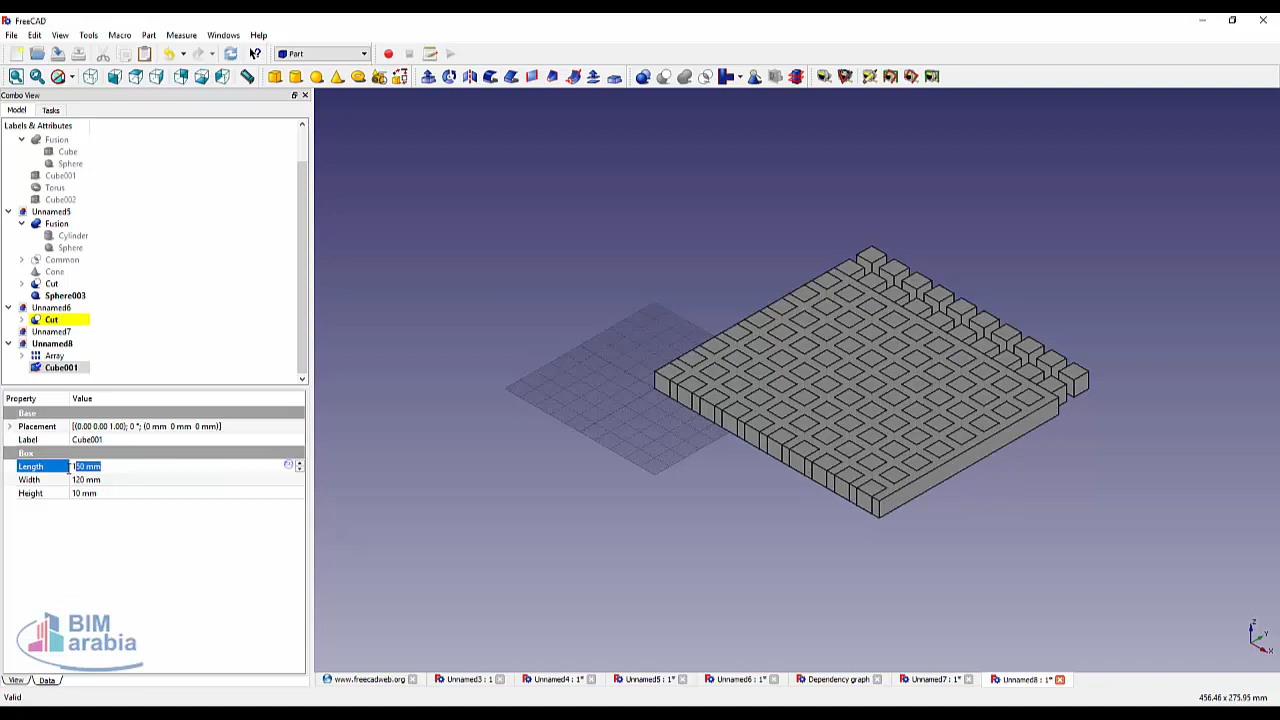 FreeCAD
File Edit View Tools Macro Part Measure Windows Help
Part
Combo View
Model Tasks
Labels & Attributes
Fusion
Cube
Sphere
Cube001
Torus
Cube002
Unnamed5
Fusion
Cylinder
Sphere
Common
Cone
Cut
Sphere003
Unnamed6
Cut
Unnamed7
Unnamed8
Array
Cube001
Property Value
Base
Placement [(0.00 0.00 1.00); 0 °; (0 mm 0 mm 0 mm)]
Label Cube001
Box
Length 150 mm
Width 120 mm
Height 10 mm
BIM
arabia
Z
Y
X
View Data
www.freecadweb.org Unnamed3 : 1 Unnamed4 : 1* Unnamed5 : 1* Unnamed6 : 1* Dependency graph Unnamed7 : 1* Unnamed8 : 1*
Valid 456.46 x 275.95 mm